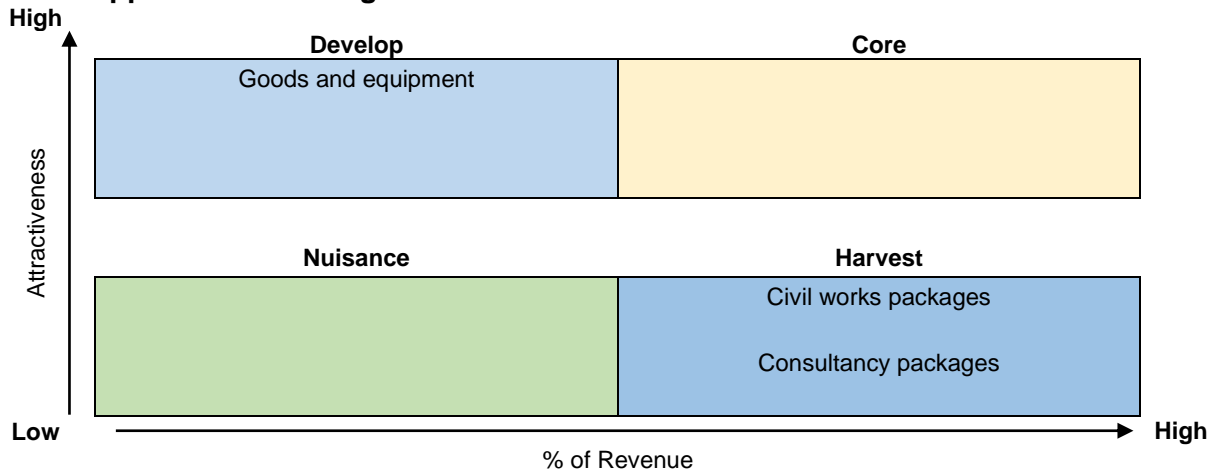 High
Develop Core
Goods and equipment
Attractiveness
Nuisance Harvest
Civil works packages
Consultancy packages
Low High
% of Revenue